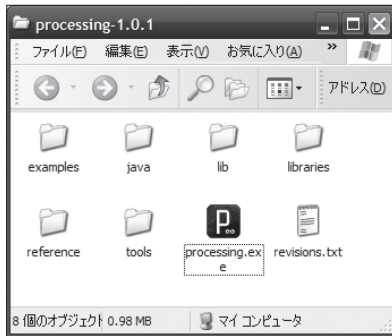 processing-1.0.1
ファイル(F) 編集(E) 表示(V) お気に入り(A) »
アドレス(D)
examples java lib libraries
reference tools processing.ex
e revisions.txt
8 個のオブジェクト 0.98 MB マイ コンピュータ